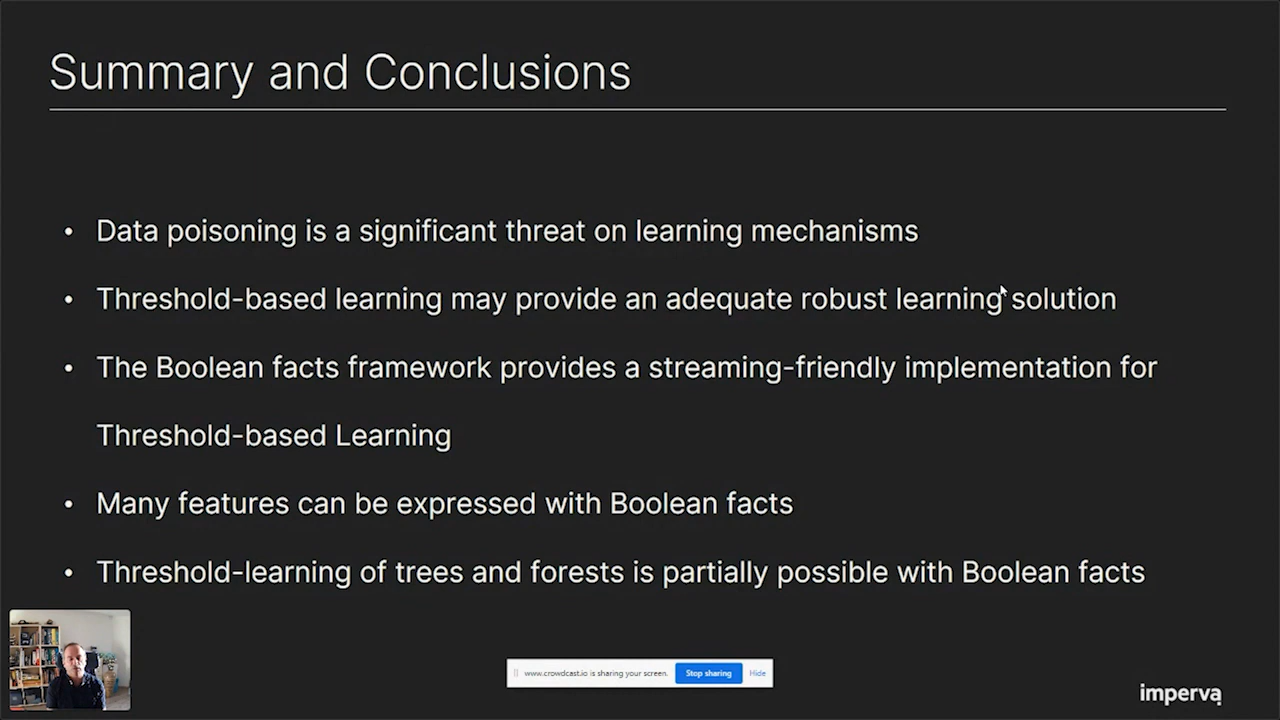 Summary and Conclusions
• Data poisoning is a significant threat on learning mechanisms
• Threshold-based learning may provide an adequate robust learning solution
• The Boolean facts framework provides a streaming-friendly implementation for
Threshold-based Learning
• Many features can be expressed with Boolean facts
• Threshold-learning of trees and forests is partially possible with Boolean facts
www.crowdcast.io is sharing your screen. Stop sharing Hide
imperva